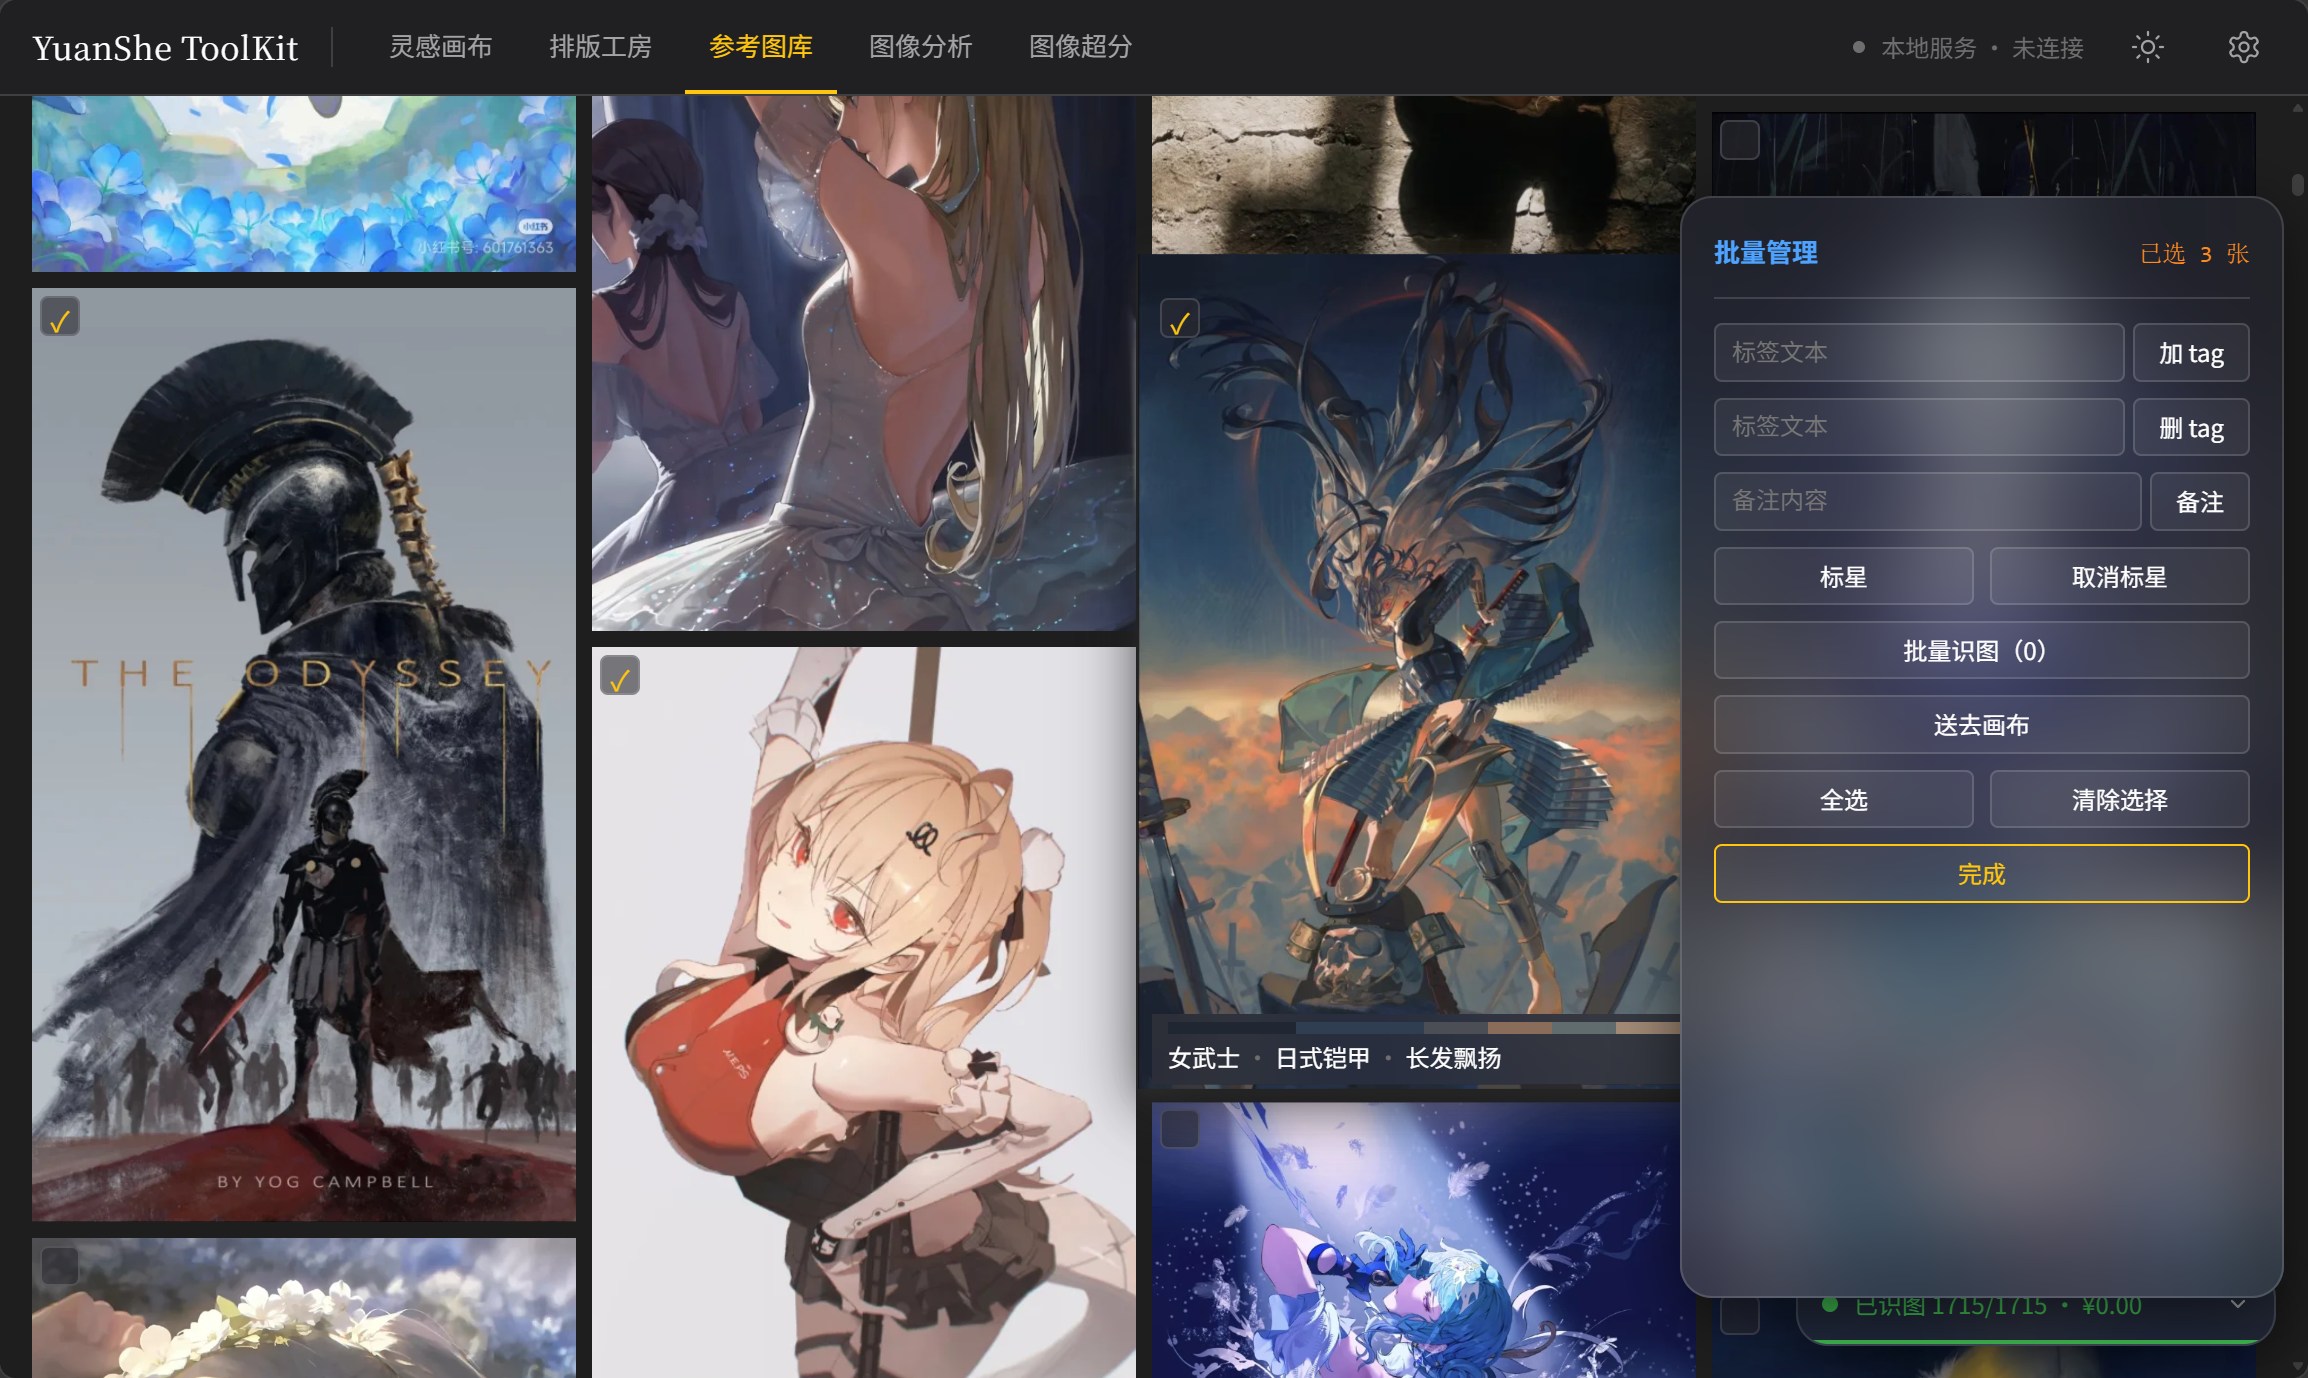 YuanShe ToolKit
灵感画布
排版工房
参考图库
图像分析
图像超分
本地服务 • 未连接
小红书
小红书号: 601761363
THE ODYSSEY
BY YOG CAMPBELL
NEPS
女武士 • 日式铠甲 • 长发飘扬
批量管理
已选 3 张
标签文本
加 tag
标签文本
删 tag
备注内容
备注
标星
取消标星
批量识图（0）
送去画布
全选
清除选择
完成
已识图 1715/1715 • ¥0.00